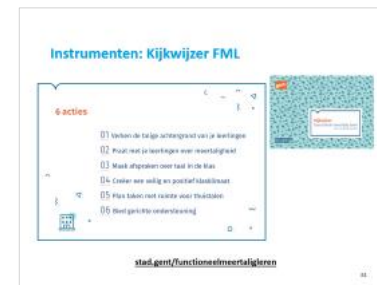 Instrumenten: Kijkwijzer FML
6 acties
01 Verken de talige achtergrond van je leerlingen
02 Praat met je leerlingen over meertaligheid
03 Maak afspraken over taal in de klas
04 Creëer een veilig en positief klasklimaat
05 Plan taken met ruimte voor thuistalen
06 Bied gerichte ondersteuning
Kijkwijzer
stad.gent/functioneelmeertaligleren